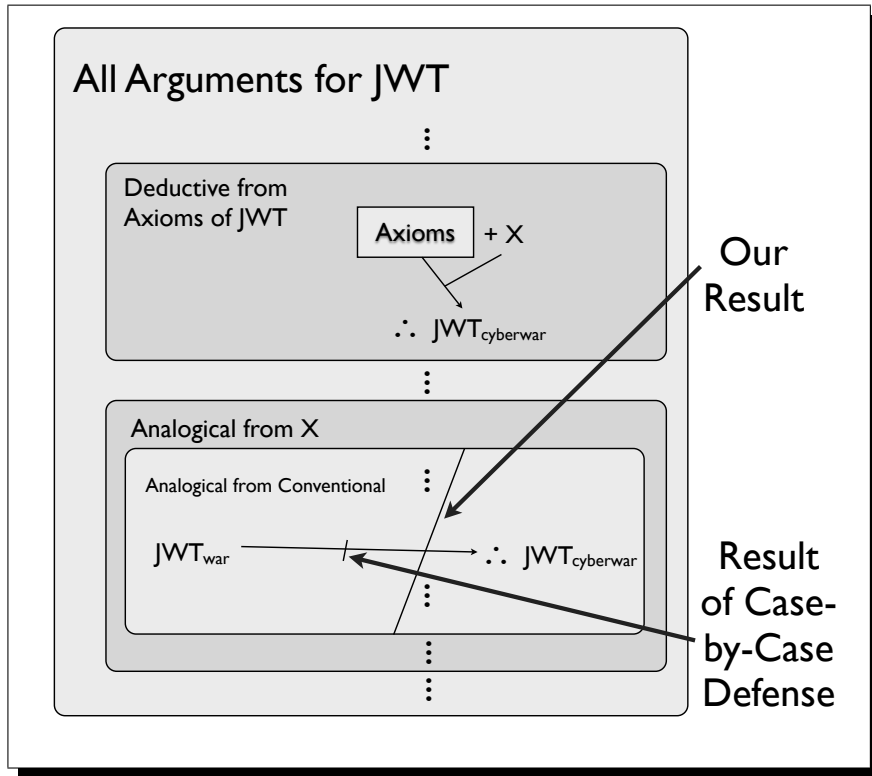 All Arguments for JWT
Deductive from
Axioms of JWT
Axioms + X
∴ JWTcyberwar
Our
Result
Analogical from X
Analogical from Conventional
JWTwar
∴ JWTcyberwar
Result
of Case-
by-Case
Defense